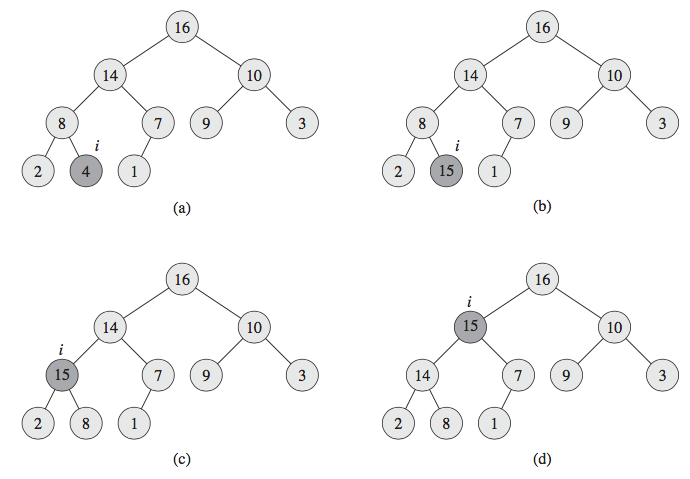 16 16
14 10 14 10
8 7 9 3 8 7 9 3
i i
2 4 1 2 15 1
(a) (b)
16 16
i
14 10 15 10
i
15 7 9 3 14 7 9 3
2 8 1 2 8 1
(c) (d)